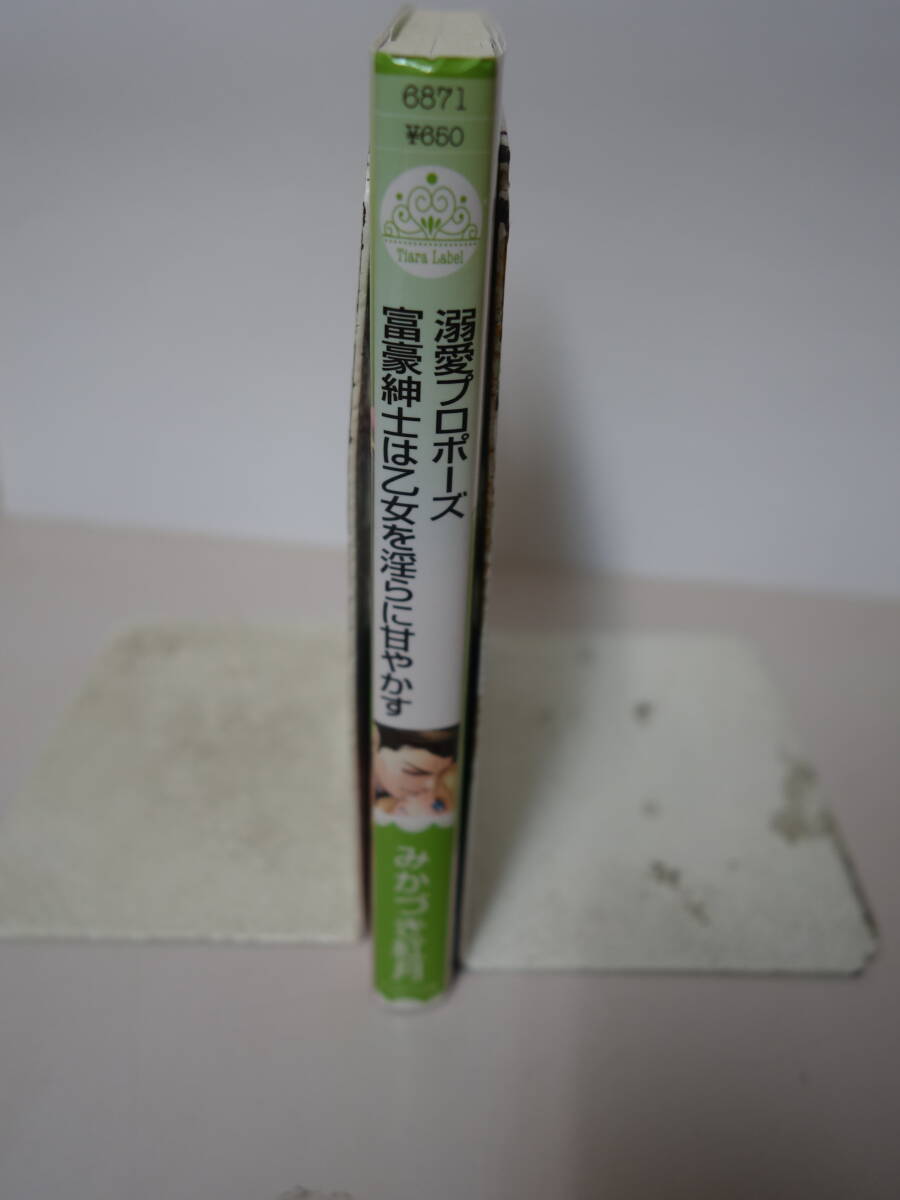 6871
¥650
Tiara Label
溺愛プロポーズ
富豪紳士は乙女を淫らに甘やかす
みかづき紅月